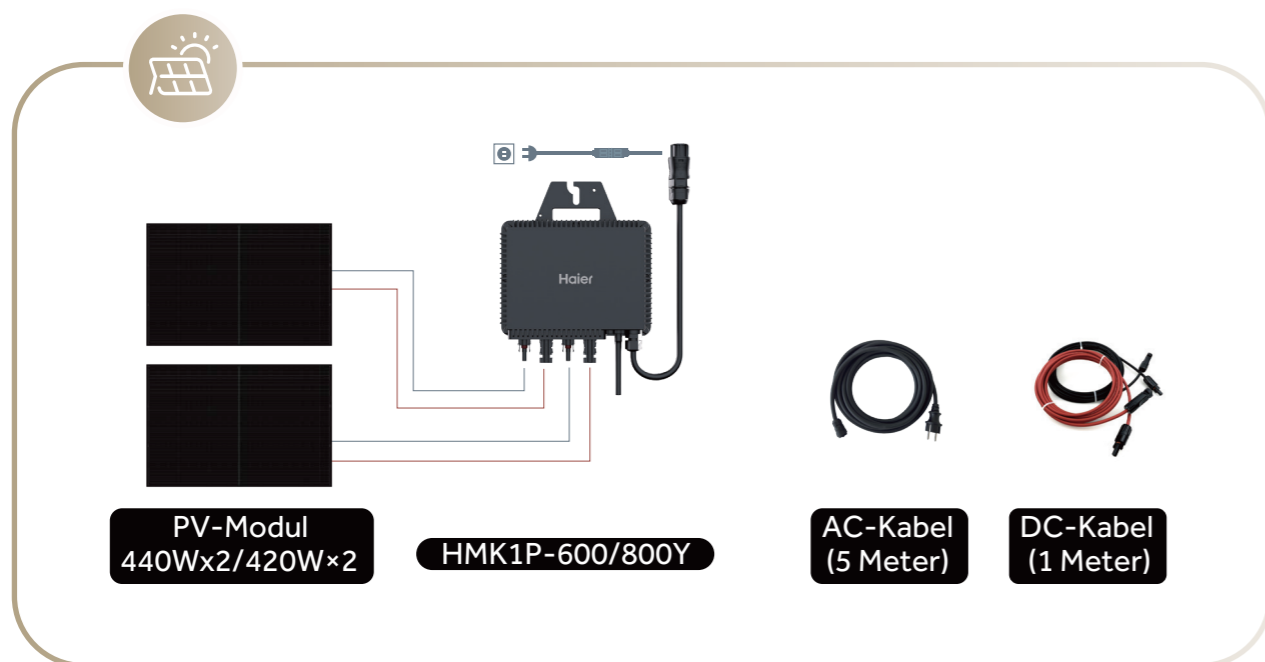 Haier
PV-Modul
440Wx2/420W×2
HMK1P-600/800Y
AC-Kabel
(5 Meter)
DC-Kabel
(1 Meter)